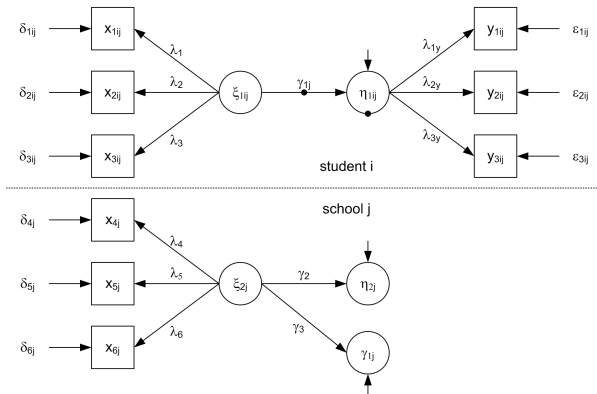 δ1ij x1ij λ1 λ1y y1ij ε1ij
δ2ij x2ij λ2 ξ1ij γ1j η1ij λ2y y2ij ε2ij
δ3ij x3ij λ3 λ3y y3ij ε3ij
student i
school j
δ4j x4j λ4
δ5j x5j λ5 ξ2j γ2 η2j
γ3
δ6j x6j λ6 γ1j